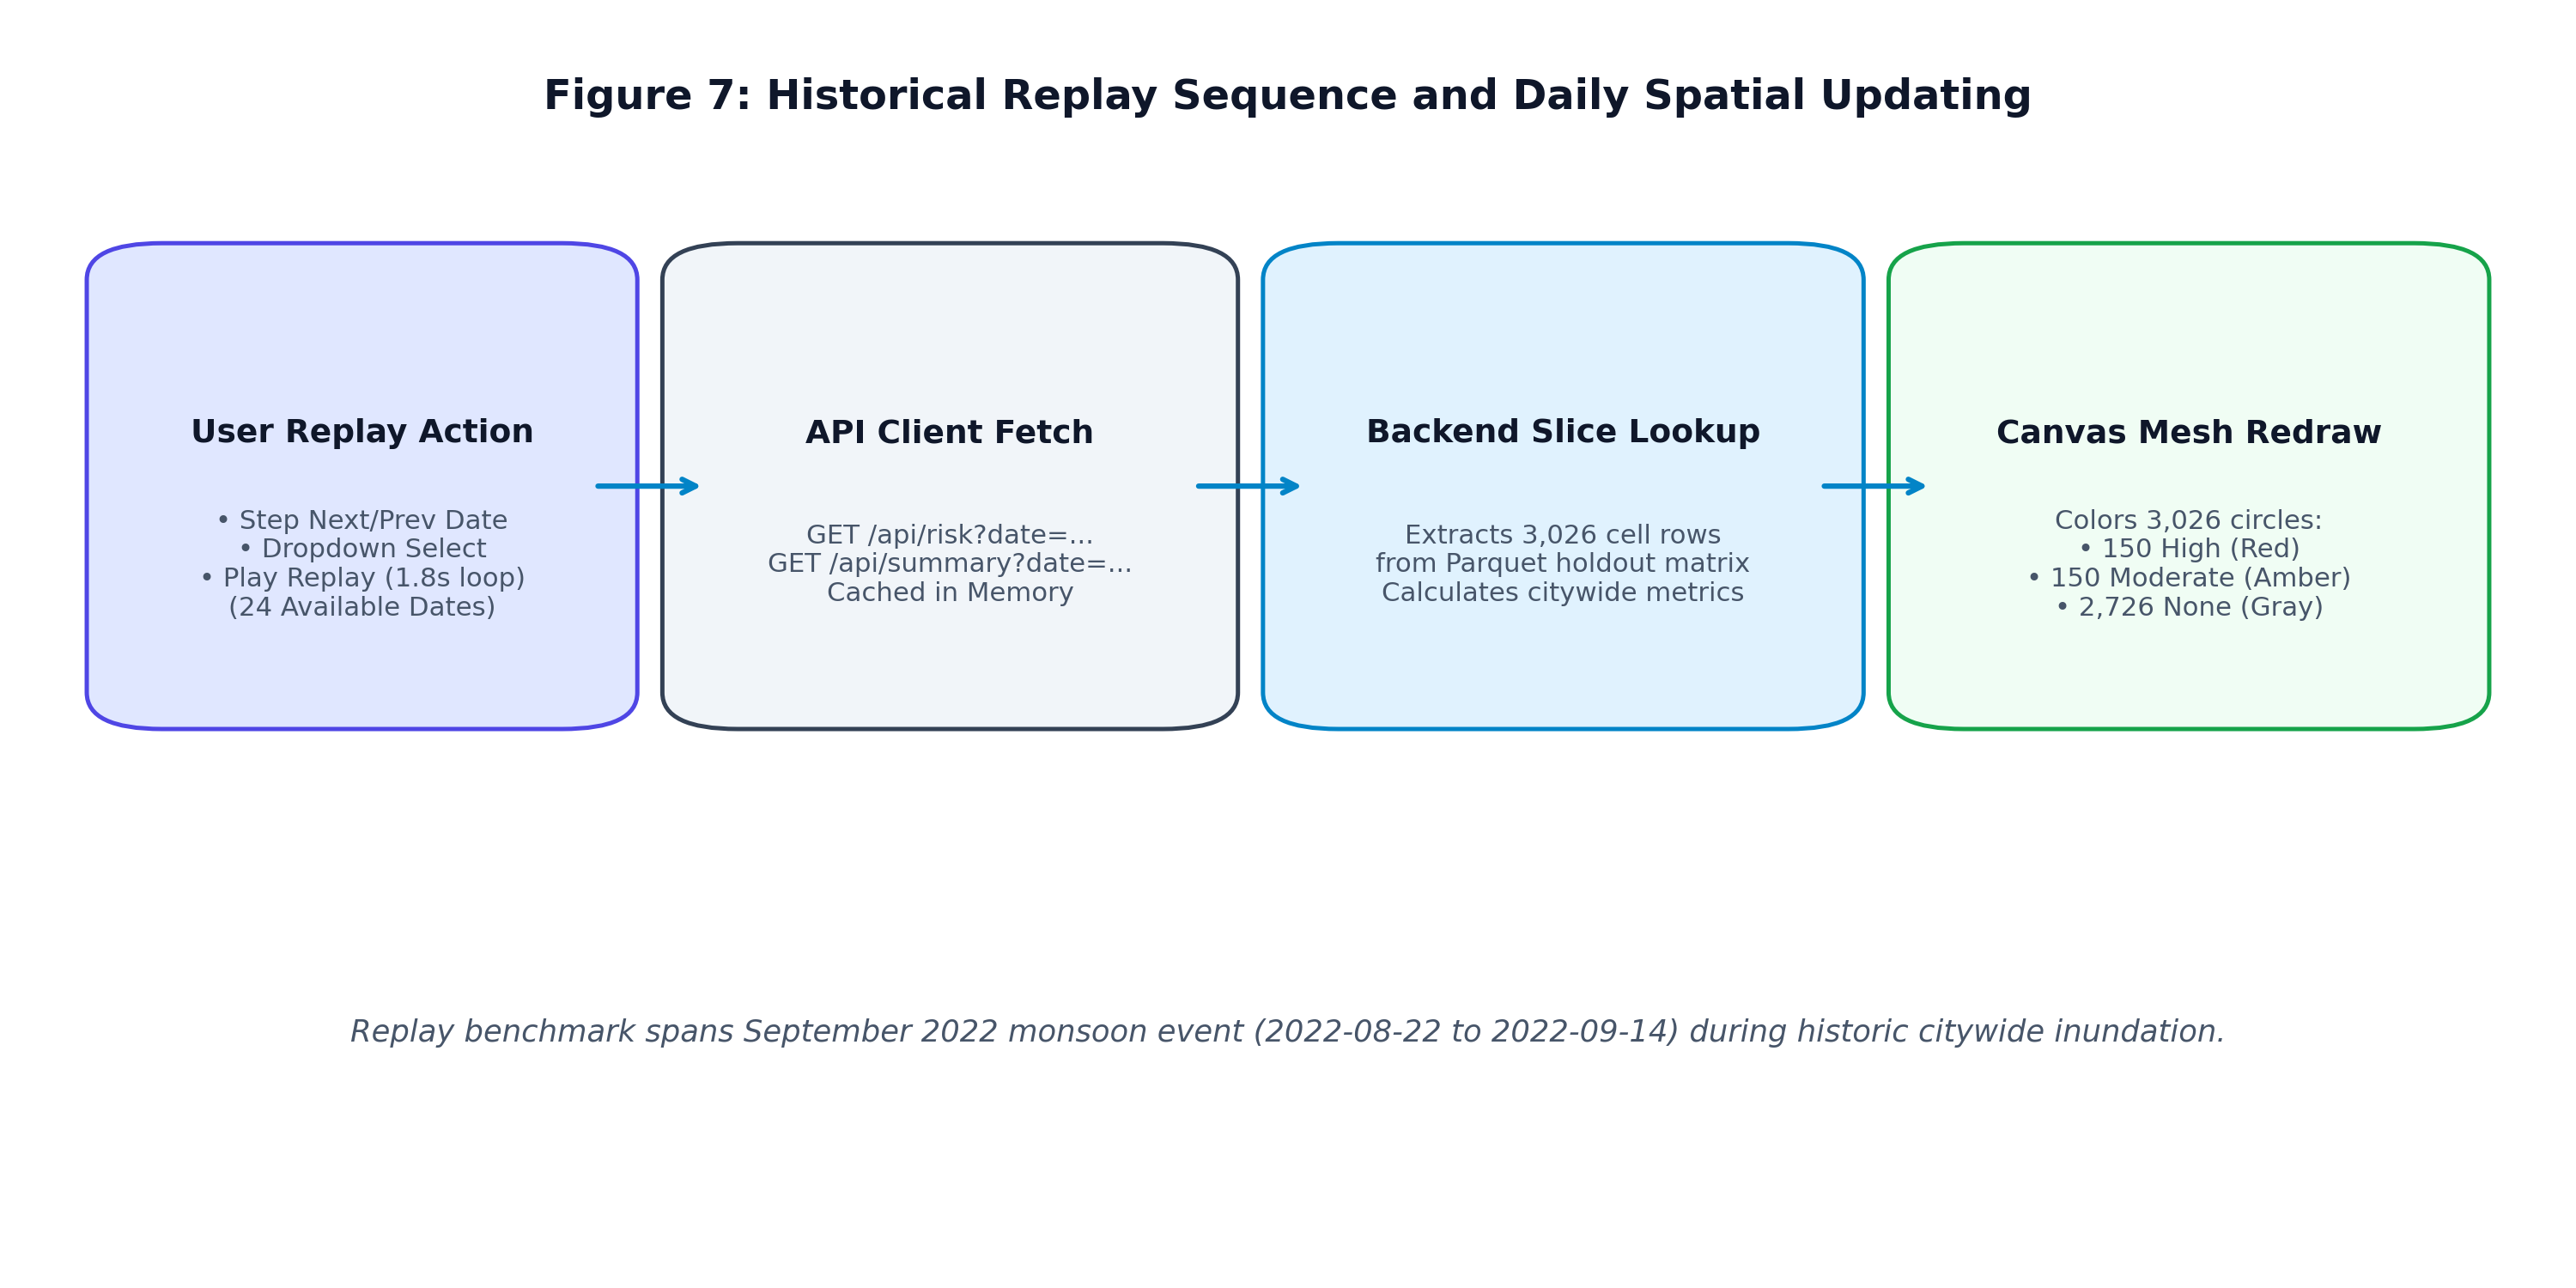 Figure 7: Historical Replay Sequence and Daily Spatial Updating
User Replay Action
• Step Next/Prev Date
• Dropdown Select
• Play Replay (1.8s loop)
(24 Available Dates)
API Client Fetch
GET /api/risk?date=...
GET /api/summary?date=...
Cached in Memory
Backend Slice Lookup
Extracts 3,026 cell rows
from Parquet holdout matrix
Calculates citywide metrics
Canvas Mesh Redraw
Colors 3,026 circles:
• 150 High (Red)
• 150 Moderate (Amber)
• 2,726 None (Gray)
Replay benchmark spans September 2022 monsoon event (2022-08-22 to 2022-09-14) during historic citywide inundation.